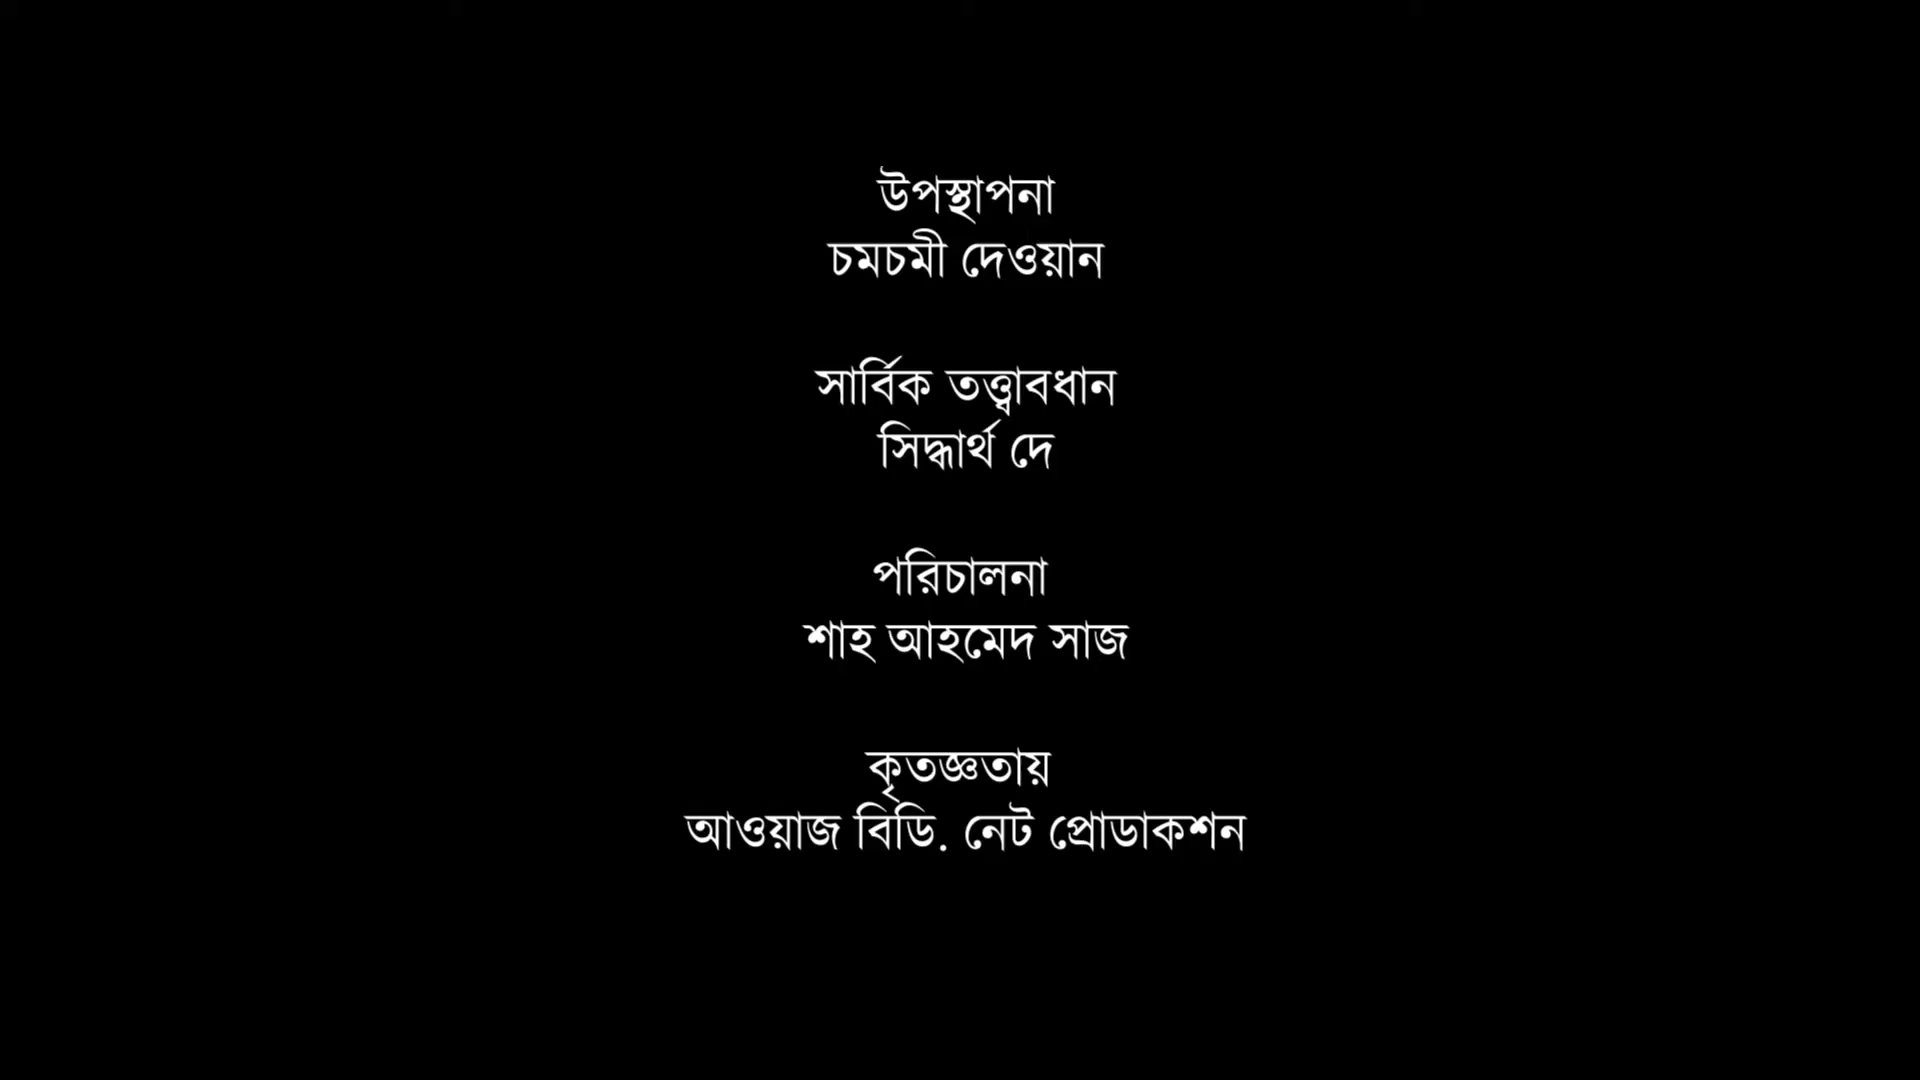 উপস্থাপনা
চমচমী দেওয়ান
সার্বিক তত্ত্বাবধান
সিদ্ধার্থ দে
পরিচালনা
শাহ আহমেদ সাজ
কৃতজ্ঞতায়
আওয়াজ বিডি. নেট প্রোডাকশন